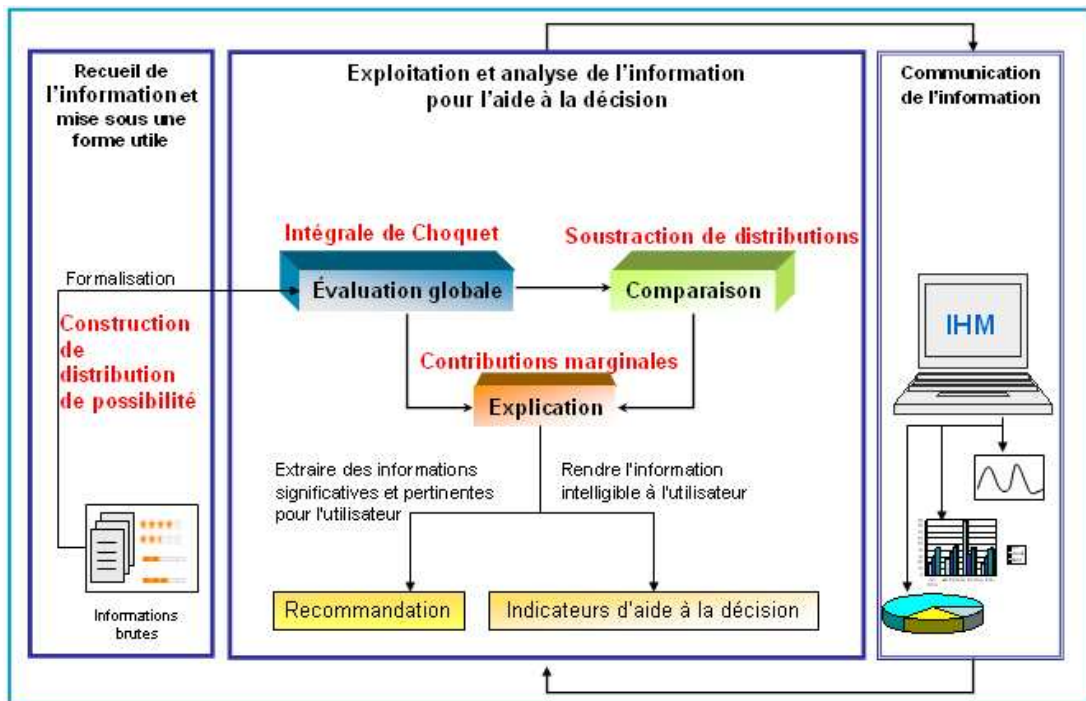 Recueil de
l'information et
mise sous une
forme utile
Formalisation
Construction
de
distribution
de possibilité
Informations
brutes
Exploitation et analyse de l'information
pour l'aide à la décision
Intégrale de Choquet
Soustraction de distributions
Évaluation globale
Comparaison
Contributions marginales
Explication
Extraire des informations
significatives et pertinentes
pour l'utilisateur
Rendre l'information
intelligible à l'utilisateur
Recommandation
Indicateurs d'aide à la décision
Communication
de l'information
IHM